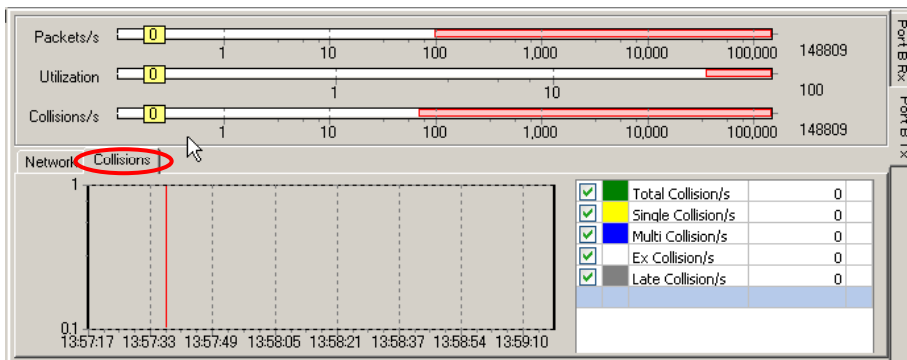 Packets/s 0 1 10 100 1,000 10,000 100,000 148809
Utilization 0 1 10 100
Collisions/s 0 1 10 100 1,000 10,000 100,000 148809
Port B Rx
Port B Tx
Network Collisions
1
0.1
13:57:17 13:57:33 13:57:49 13:58:05 13:58:21 13:58:37 13:58:54 13:59:10
Total Collision/s 0
Single Collision/s 0
Multi Collision/s 0
Ex Collision/s 0
Late Collision/s 0